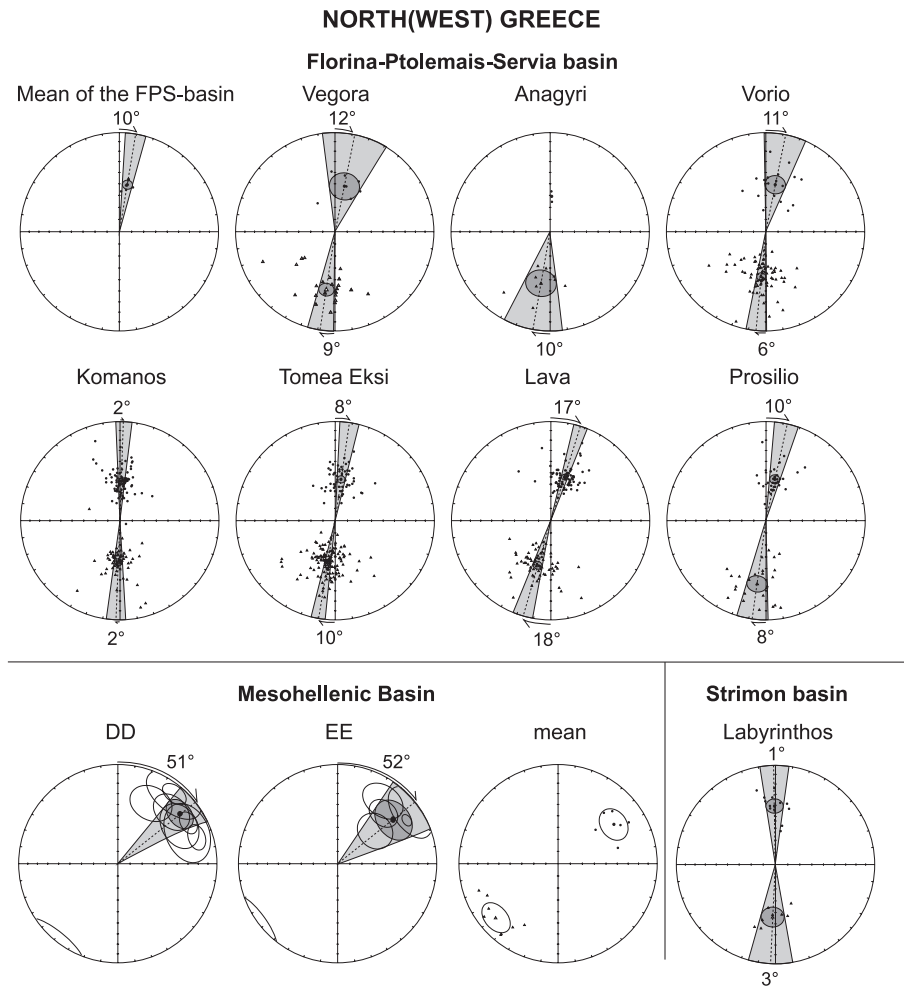 NORTH(WEST) GREECE
Florina-Ptolemais-Servia basin
Mean of the FPS-basin Vegora Anagyri Vorio
10° 12° 11°
9° 10° 6°
Komanos Tomea Eksi Lava Prosilio
2° 8° 17° 10°
2° 10° 18° 8°
Mesohellenic Basin Strimon basin
DD EE mean Labyrinthos
51° 52° 1°
3°